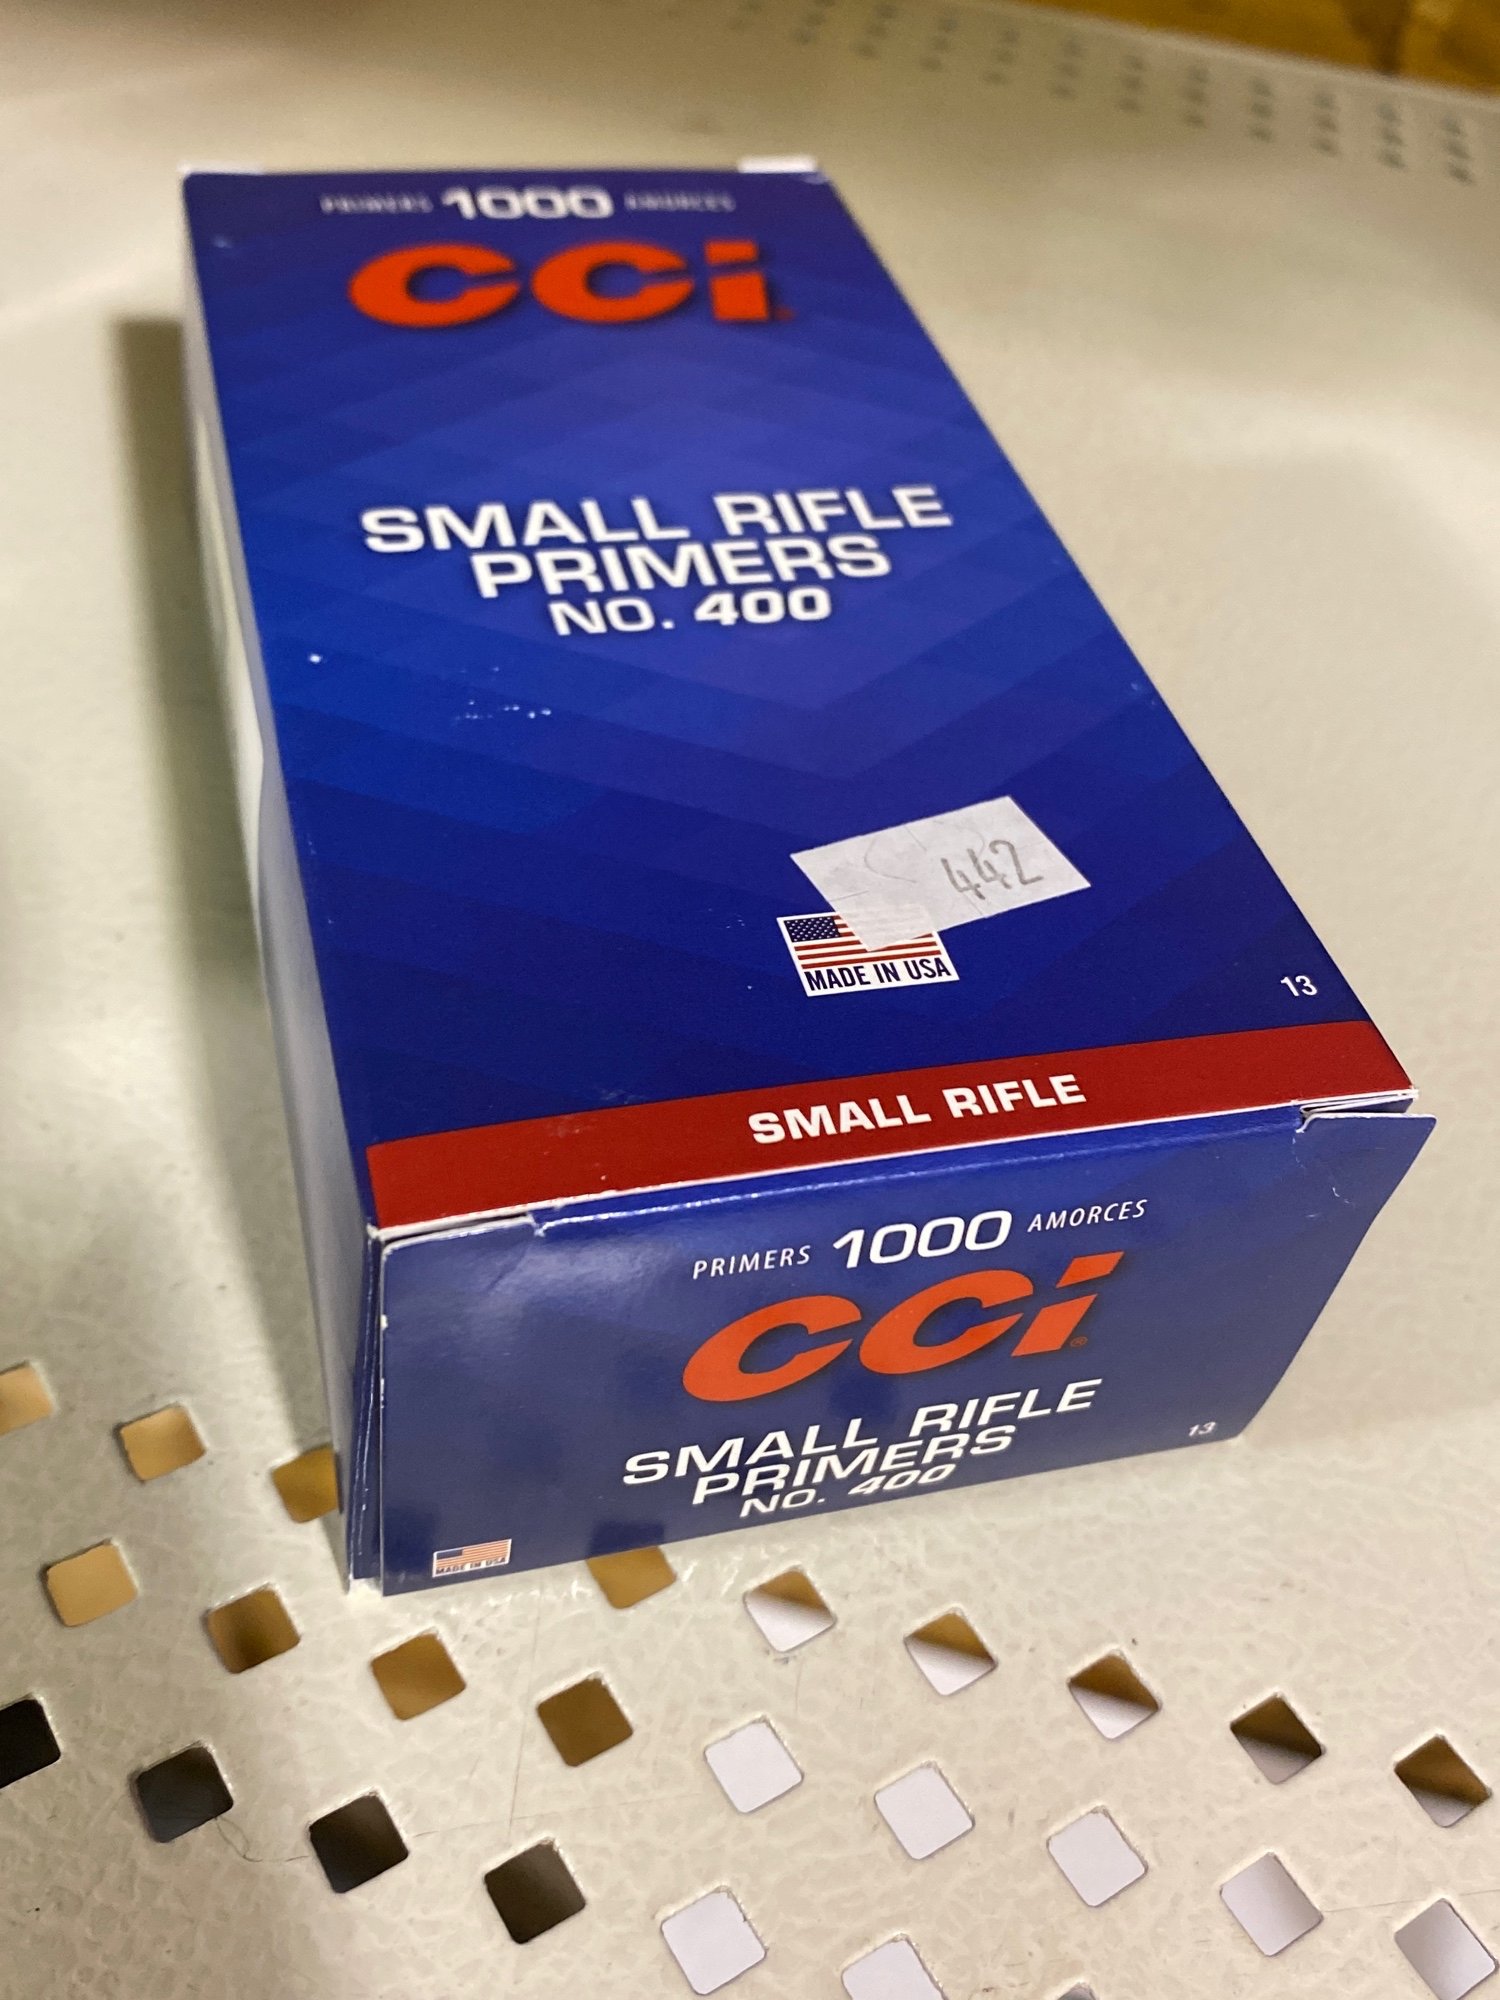 PRIMERS 1000 AMORCES
CCI
SMALL RIFLE
PRIMERS
NO. 400
442
MADE IN USA
13
SMALL RIFLE
PRIMERS 1000 AMORCES
CCI®
SMALL RIFLE
PRIMERS
NO. 400
13
MADE IN USA